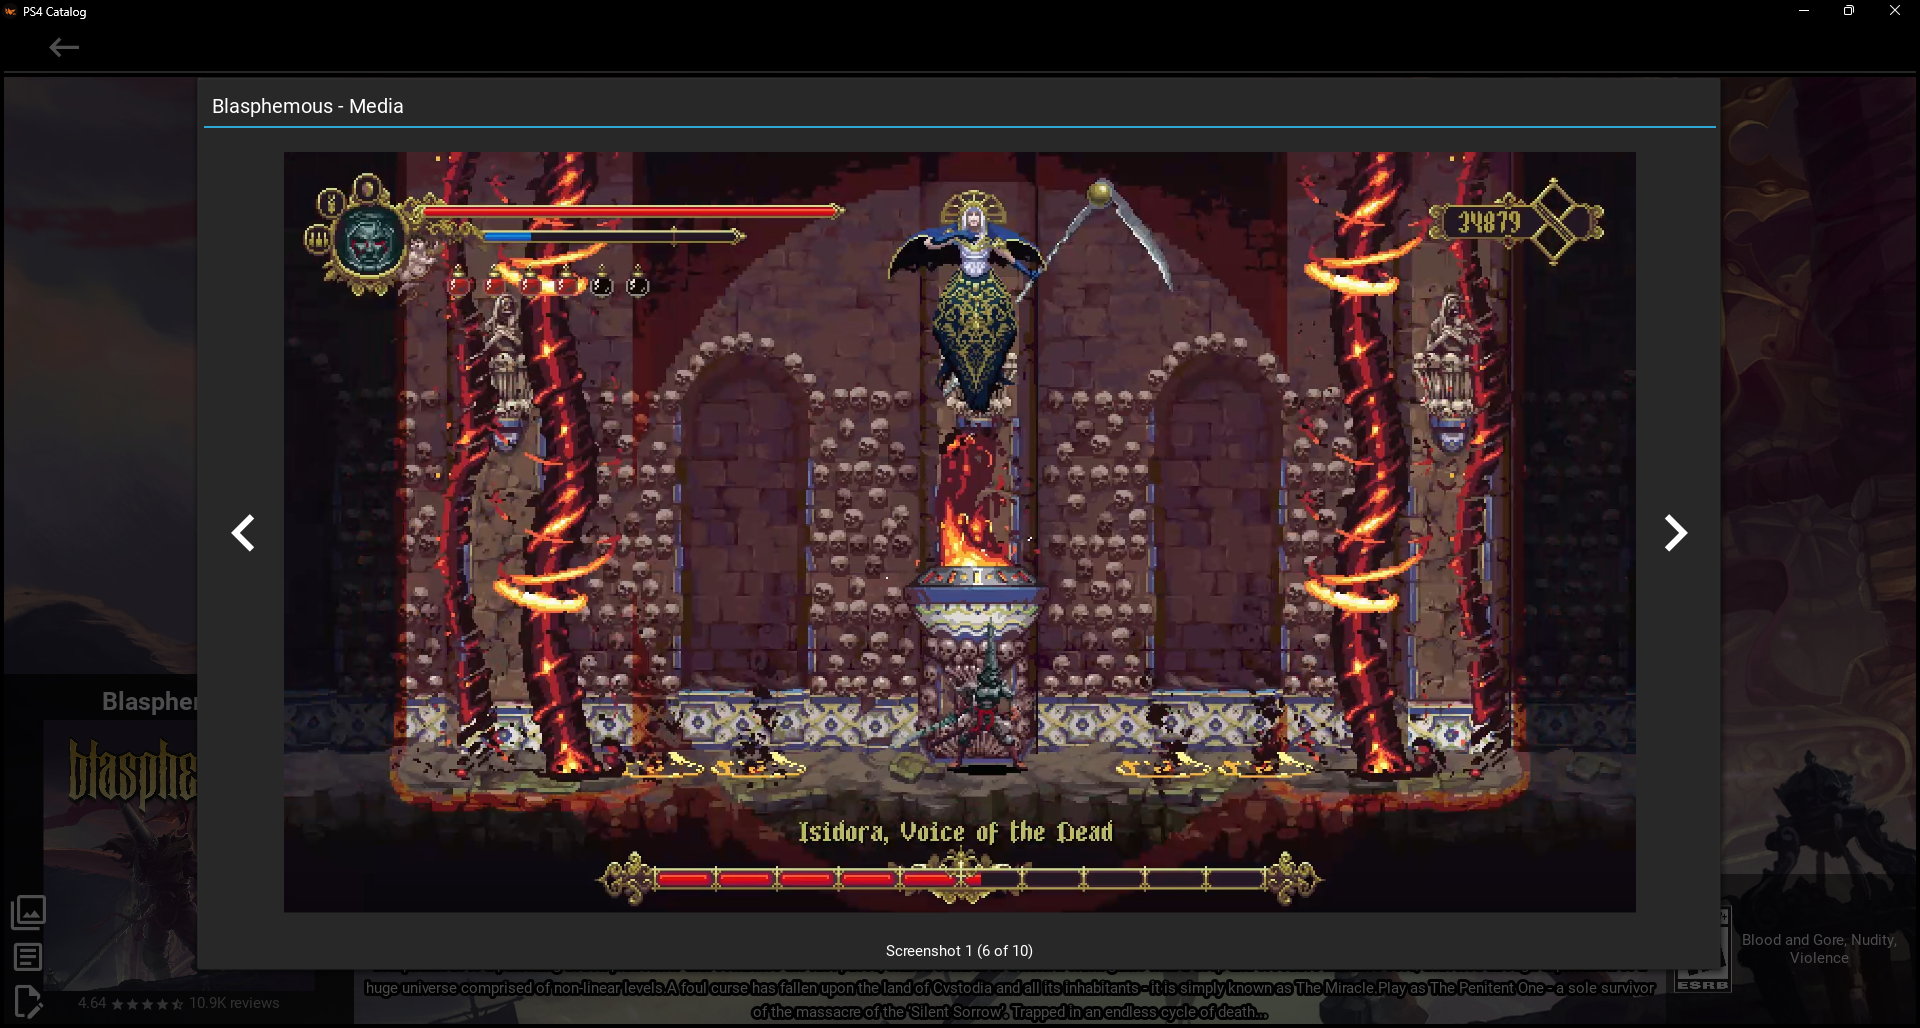 PS4 Catalog
Blasphemous - Media
34879
Isidora, Voice of the Dead
Screenshot 1 (6 of 10)
Blasphe
blasphe
4.64
10.9K reviews
huge universe comprised of non-linear levels.A foul curse has fallen upon the land of Cvstodia and all its inhabitants - it is simply known as The Miracle.Play as The Penitent One - a sole survivor
of the massacre of the 'Silent Sorrow'. Trapped in an endless cycle of death...
ESRB
Blood and Gore, Nudity,
Violence